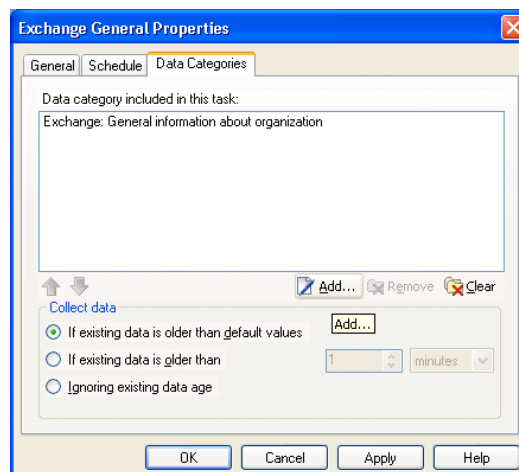 Exchange General Properties
General Schedule Data Categories
Data category included in this task:
Exchange: General information about organization
Add... Remove Clear
Collect data
Add...
If existing data is older than default values
If existing data is older than 1 minutes
Ignoring existing data age
OK Cancel Apply Help